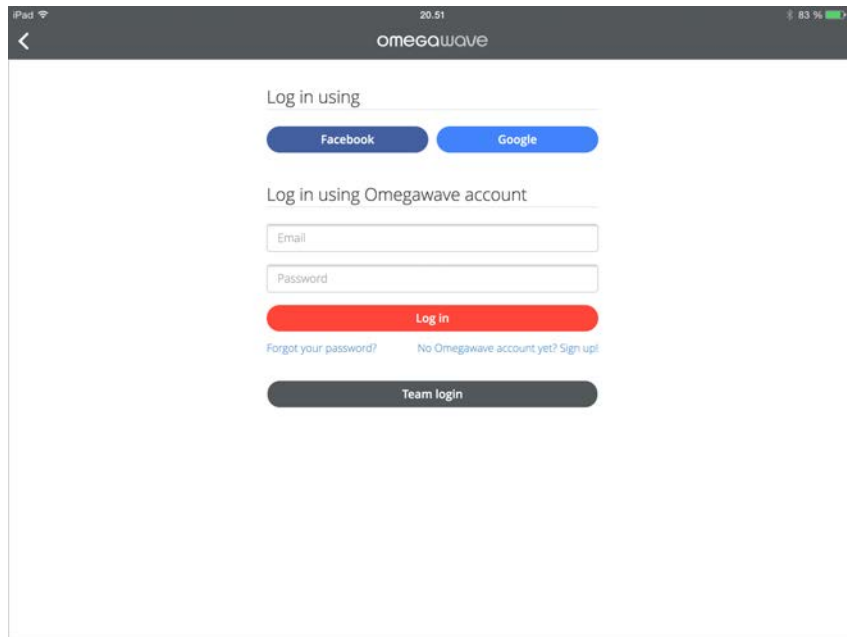 iPad 20.51 83 %
omegawave
Log in using
Facebook Google
Log in using Omegawave account
Email
Password
Log in
Forgot your password? No Omegawave account yet? Sign up!
Team login